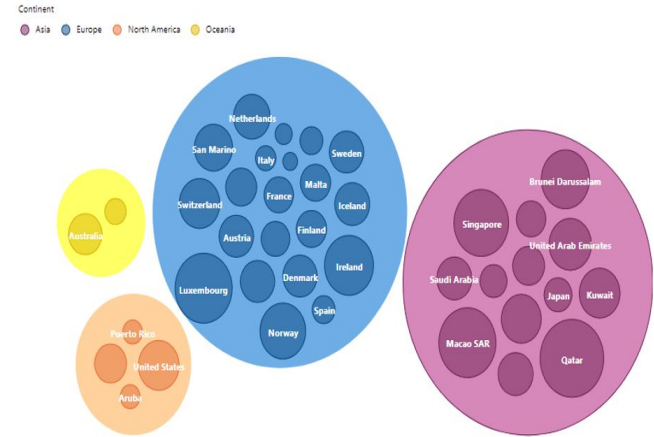 Continent
Asia
Europe
North America
Oceania
Netherlands
San Marino
Italy
Sweden
Malta
Switzerland
France
Iceland
Austria
Finland
Ireland
Luxembourg
Denmark
Spain
Norway
Australia
Puerto Rico
United States
Aruba
Brunei Darussalam
Singapore
United Arab Emirates
Saudi Arabia
Japan
Kuwait
Macao SAR
Qatar